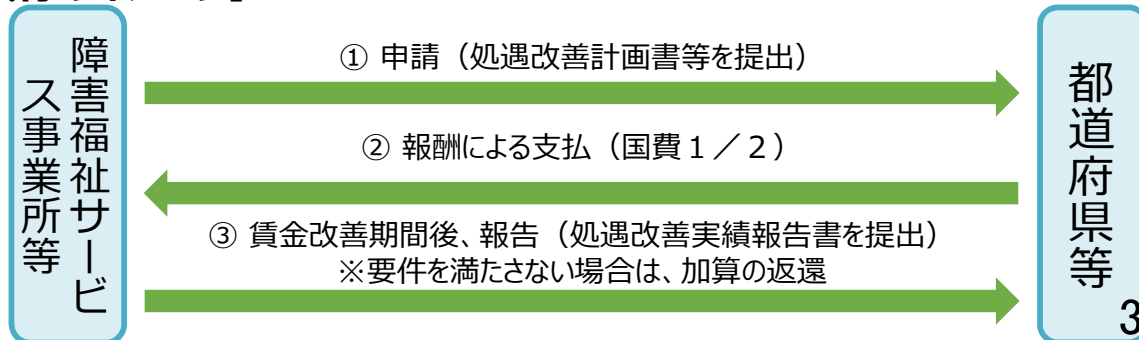 障害福祉サービ
ス事業所等
① 申請（処遇改善計画書等を提出）
② 報酬による支払（国費１／２）
③ 賃金改善期間後、報告（処遇改善実績報告書を提出）
※要件を満たさない場合は、加算の返還
都道府県等
3